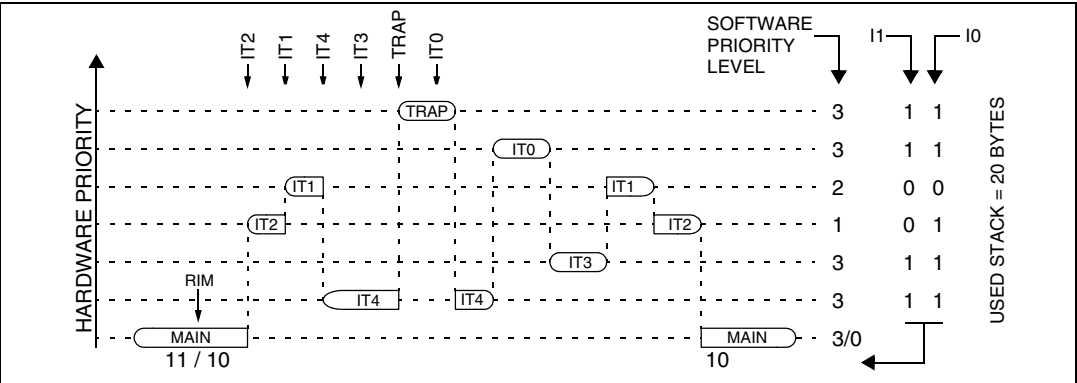 IT2
IT1
IT4
IT3
TRAP
IT0
SOFTWARE
PRIORITY
LEVEL
I1
I0
HARDWARE PRIORITY
USED STACK = 20 BYTES
TRAP
3
1 1
IT0
3
1 1
IT1
IT1
2
0 0
IT2
IT2
1
0 1
IT3
3
1 1
RIM
IT4
IT4
3
1 1
MAIN
MAIN
3/0
11 / 10
10